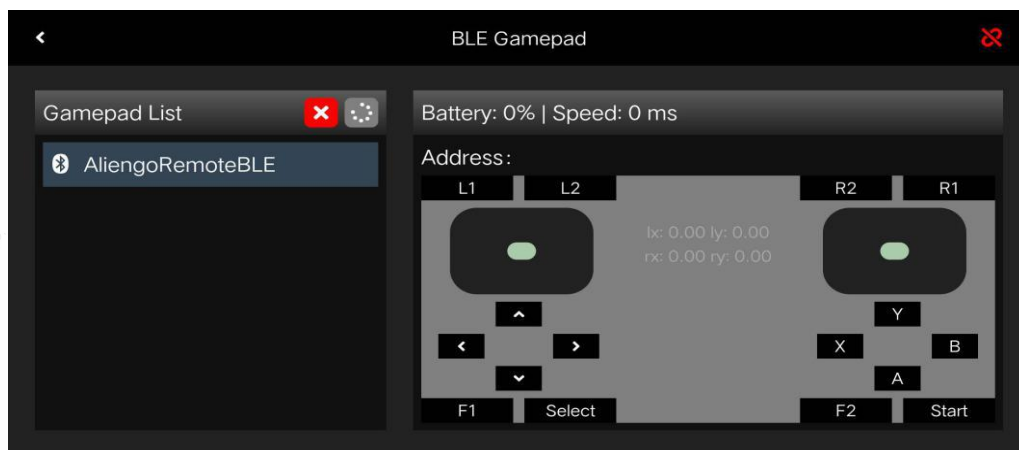 BLE Gamepad
Gamepad List
AliengoRemoteBLE
Battery: 0% | Speed: 0 ms
Address:
L1 L2 R2 R1
lx: 0.00 ly: 0.00
rx: 0.00 ry: 0.00
Y
X B
A
F1 Select F2 Start